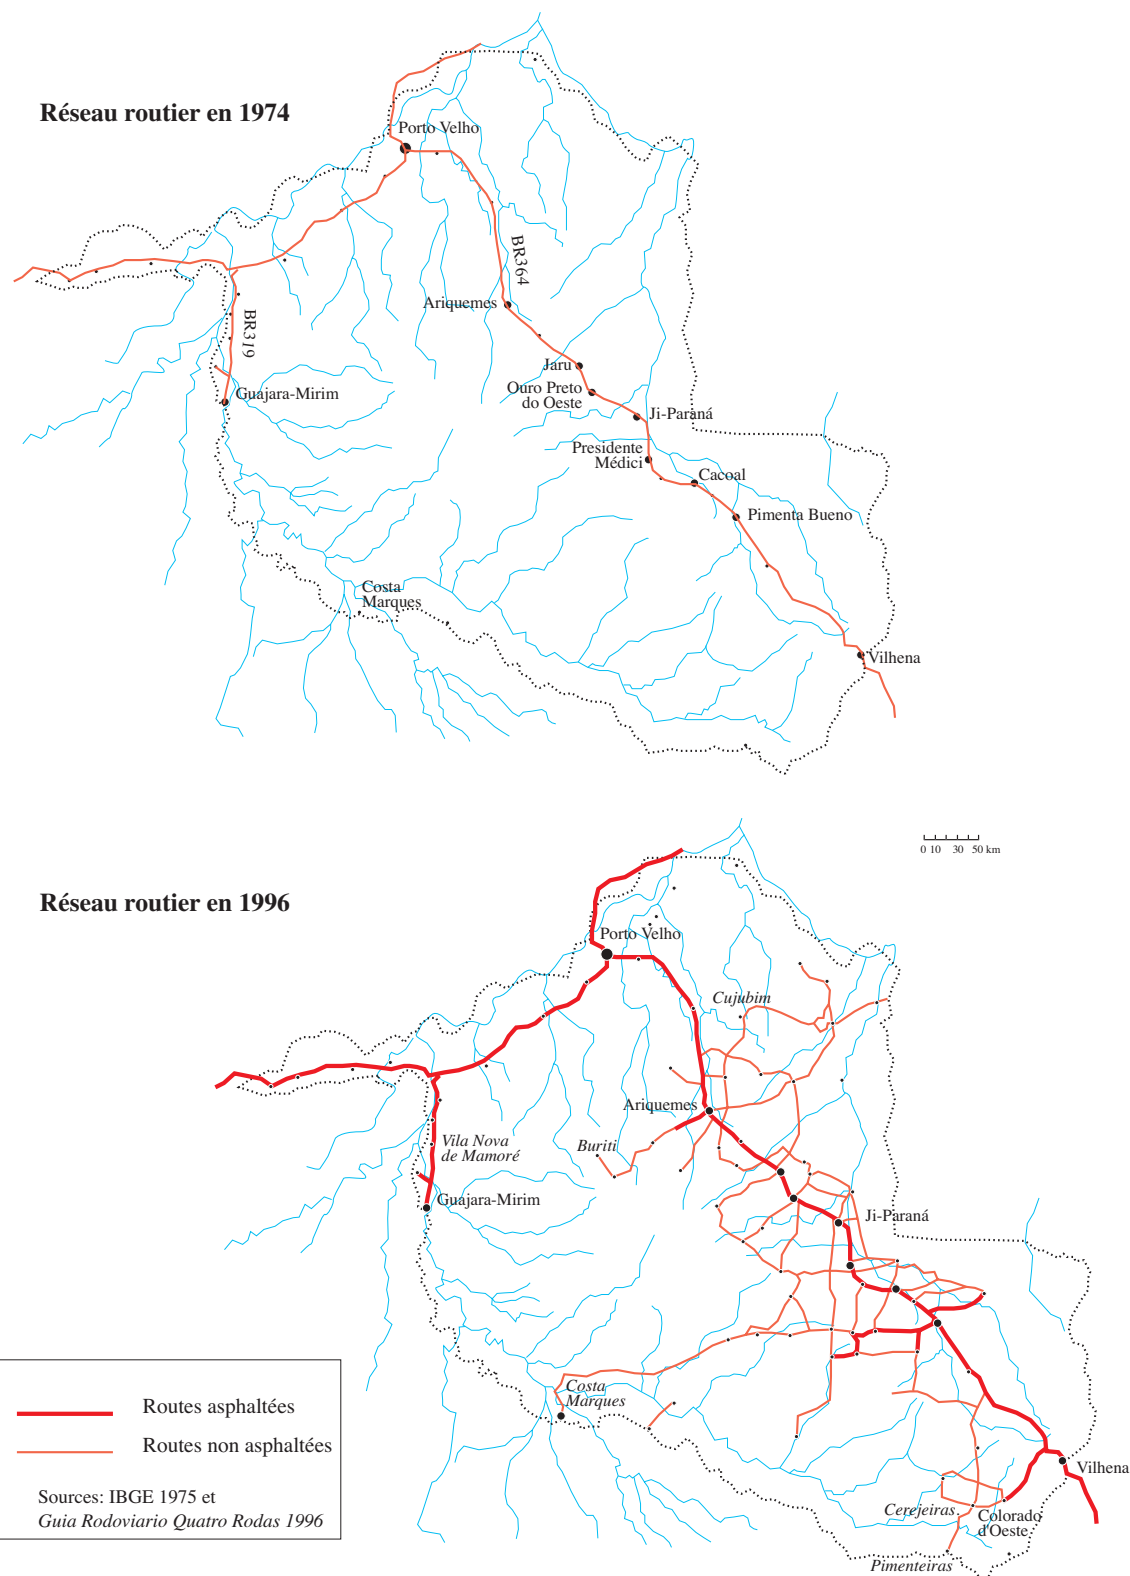 Réseau routier en 1974
Porto Velho
BR364
Ariquemes
BR319
Jaru
Guajara-Mirim
Ouro Preto
do Oeste
Ji-Paraná
Presidente
Médici
Cacoal
Pimenta Bueno
Costa
Marques
Vilhena
0 10 30 50 km
Réseau routier en 1996
Porto Velho
Cujubim
Ariquemes
Buriti
Vila Nova
de Mamoré
Guajara-Mirim
Ji-Paraná
Costa
Marques
Routes asphaltées
Routes non asphaltées
Sources: IBGE 1975 et
Guia Rodoviario Quatro Rodas 1996
Vilhena
Cerejeiras
Colorado
d'Oeste
Pimenteiras